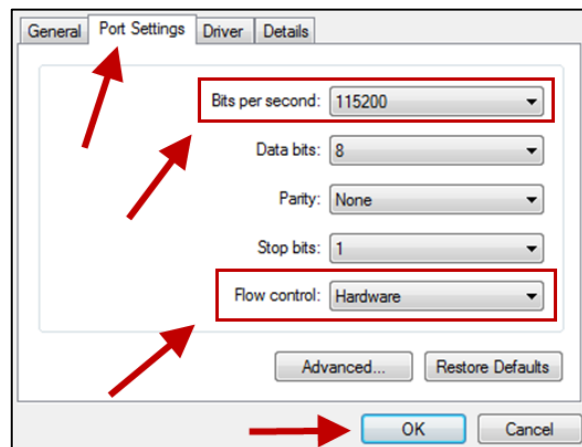 General Port Settings Driver Details
Bits per second: 115200
Data bits: 8
Parity: None
Stop bits: 1
Flow control: Hardware
Advanced... Restore Defaults
OK Cancel